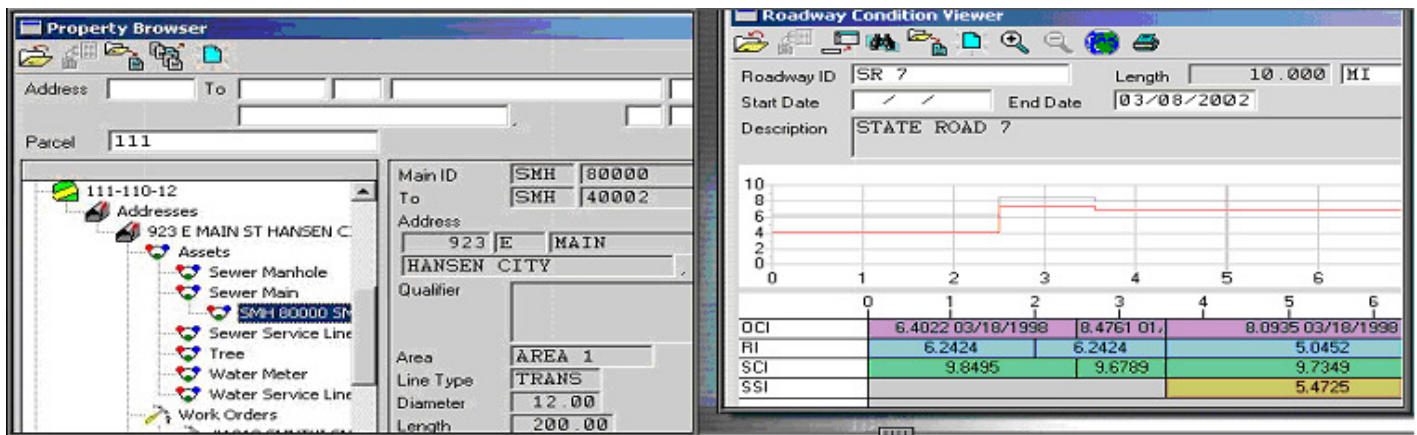 Property Browser
Address To
,
Parcel 111
111-110-12
Addresses
923 E MAIN ST HANSEN C
Assets
Sewer Manhole
Sewer Main
SMH 80000 SM
Sewer Service Line
Tree
Water Meter
Water Service Line
Work Orders
Main ID SMH 80000
To SMH 40002
Address
923 E MAIN
HANSEN CITY ,
Qualifier
Area AREA 1
Line Type TRANS
Diameter 12.00
Length 200.00
Roadway Condition Viewer
Roadway ID SR 7 Length 10.000 MI
Start Date / / End Date 03/08/2002
Description STATE ROAD 7
10
8
6
4
2
0
0 1 2 3 4 5 6
0 1 2 3 4 5 6
OCI 6.4022 03/18/1998 8.4761 01/ 8.0935 03/18/1998
RI 6.2424 6.2424 5.0452
SCI 9.8495 9.6789 9.7349
SSI 5.4725